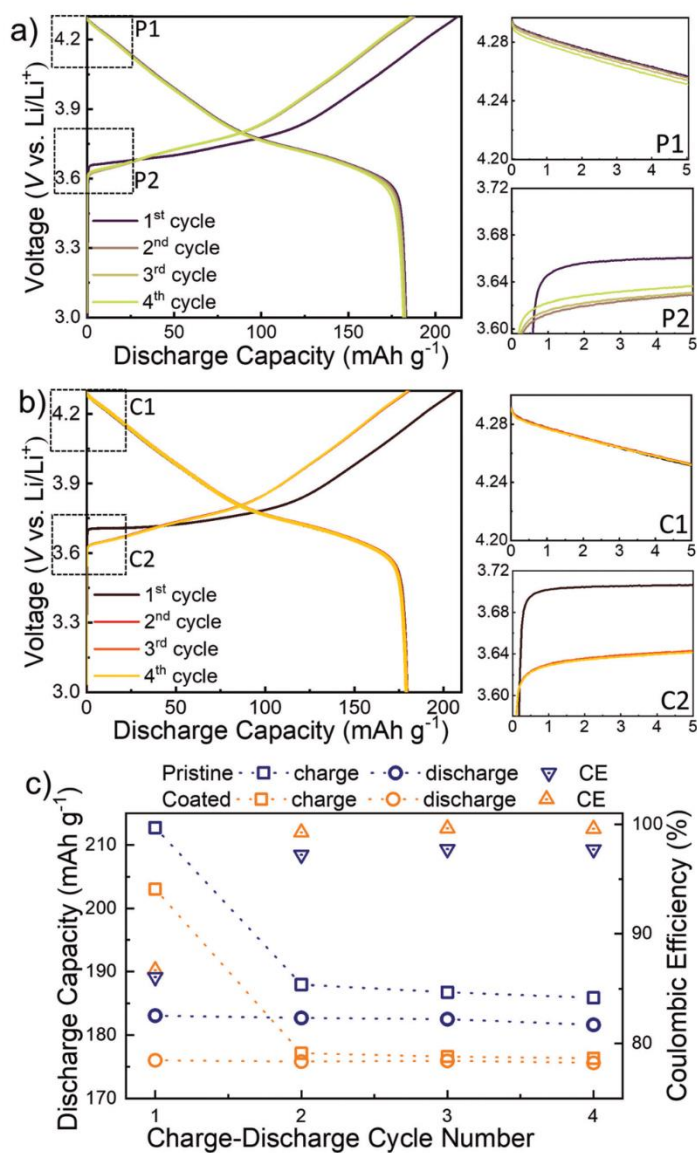 a)
4.2
3.9
3.6
3.3
3.0
Voltage (V vs. Li/Li+)
P1
P2
1st cycle
2nd cycle
3rd cycle
4th cycle
0 50 100 150 200
Discharge Capacity (mAh g-1)
4.28
4.24
4.20
P1
0 1 2 3 4 5
3.72
3.68
3.64
3.60
P2
0 1 2 3 4 5
b)
4.2
3.9
3.6
3.3
3.0
Voltage (V vs. Li/Li+)
C1
C2
1st cycle
2nd cycle
3rd cycle
4th cycle
0 50 100 150 200
Discharge Capacity (mAh g-1)
4.28
4.24
4.20
C1
0 1 2 3 4 5
3.72
3.68
3.64
3.60
C2
0 1 2 3 4 5
c)
Pristine charge discharge CE
Coated charge discharge CE
210
200
190
180
170
Discharge Capacity (mAh g-1)
100
90
80
Coulombic Efficiency (%)
1 2 3 4
Charge-Discharge Cycle Number